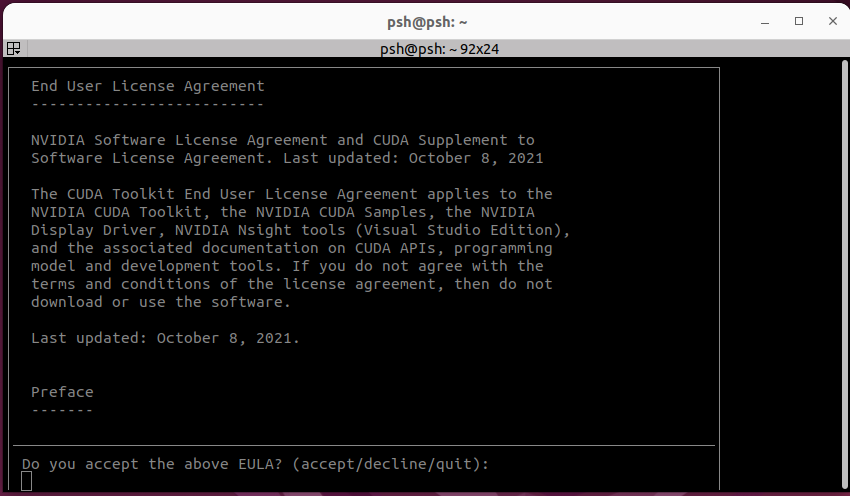 psh@psh: ~
psh@psh: ~ 92x24
End User License Agreement
--------------------------
NVIDIA Software License Agreement and CUDA Supplement to
Software License Agreement. Last updated: October 8, 2021
The CUDA Toolkit End User License Agreement applies to the
NVIDIA CUDA Toolkit, the NVIDIA CUDA Samples, the NVIDIA
Display Driver, NVIDIA Nsight tools (Visual Studio Edition),
and the associated documentation on CUDA APIs, programming
model and development tools. If you do not agree with the
terms and conditions of the license agreement, then do not
download or use the software.
Last updated: October 8, 2021.
Preface
-------
Do you accept the above EULA? (accept/decline/quit):